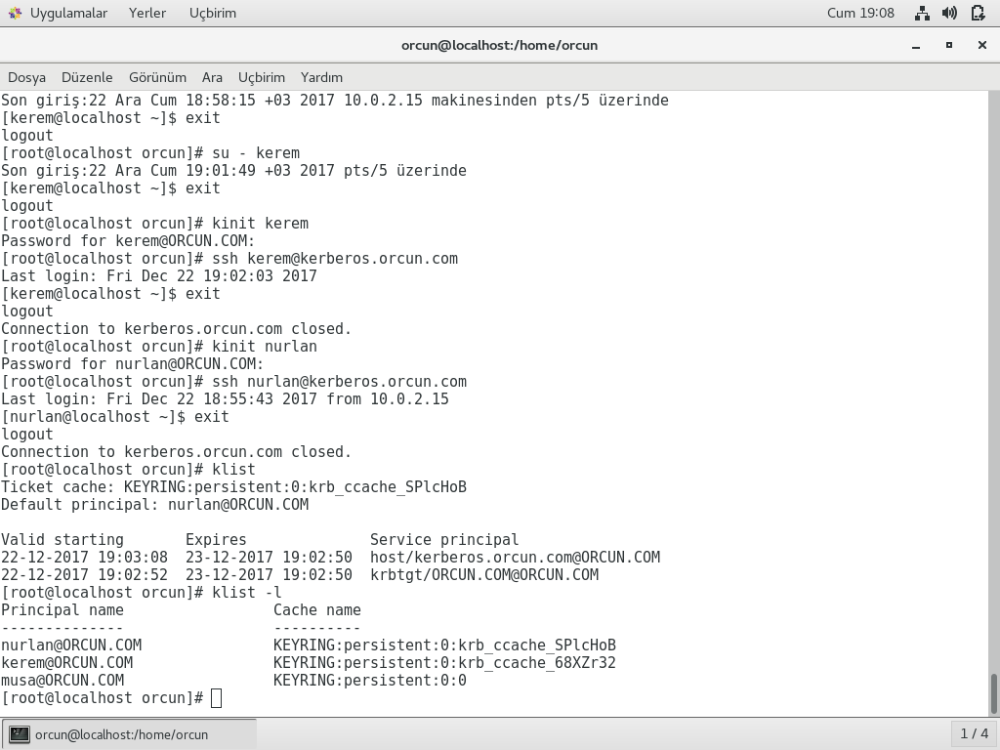 Uygulamalar Yerler Uçbirim Cum 19:08
orcun@localhost:/home/orcun
Dosya Düzenle Görünüm Ara Uçbirim Yardım
Son giriş:22 Ara Cum 18:58:15 +03 2017 10.0.2.15 makinesinden pts/5 üzerinde
[kerem@localhost ~]$ exit
logout
[root@localhost orcun]# su - kerem
Son giriş:22 Ara Cum 19:01:49 +03 2017 pts/5 üzerinde
[kerem@localhost ~]$ exit
logout
[root@localhost orcun]# kinit kerem
Password for kerem@ORCUN.COM:
[root@localhost orcun]# ssh kerem@kerberos.orcun.com
Last login: Fri Dec 22 19:02:03 2017
[kerem@localhost ~]$ exit
logout
Connection to kerberos.orcun.com closed.
[root@localhost orcun]# kinit nurlan
Password for nurlan@ORCUN.COM:
[root@localhost orcun]# ssh nurlan@kerberos.orcun.com
Last login: Fri Dec 22 18:55:43 2017 from 10.0.2.15
[nurlan@localhost ~]$ exit
logout
Connection to kerberos.orcun.com closed.
[root@localhost orcun]# klist
Ticket cache: KEYRING:persistent:0:krb_ccache_SPlcHoB
Default principal: nurlan@ORCUN.COM
Valid starting Expires Service principal
22-12-2017 19:03:08 23-12-2017 19:02:50 host/kerberos.orcun.com@ORCUN.COM
22-12-2017 19:02:52 23-12-2017 19:02:50 krbtgt/ORCUN.COM@ORCUN.COM
[root@localhost orcun]# klist -l
Principal name Cache name
-------------- ----------
nurlan@ORCUN.COM KEYRING:persistent:0:krb_ccache_SPlcHoB
kerem@ORCUN.COM KEYRING:persistent:0:krb_ccache_68XZr32
musa@ORCUN.COM KEYRING:persistent:0:0
[root@localhost orcun]#
orcun@localhost:/home/orcun 1 / 4